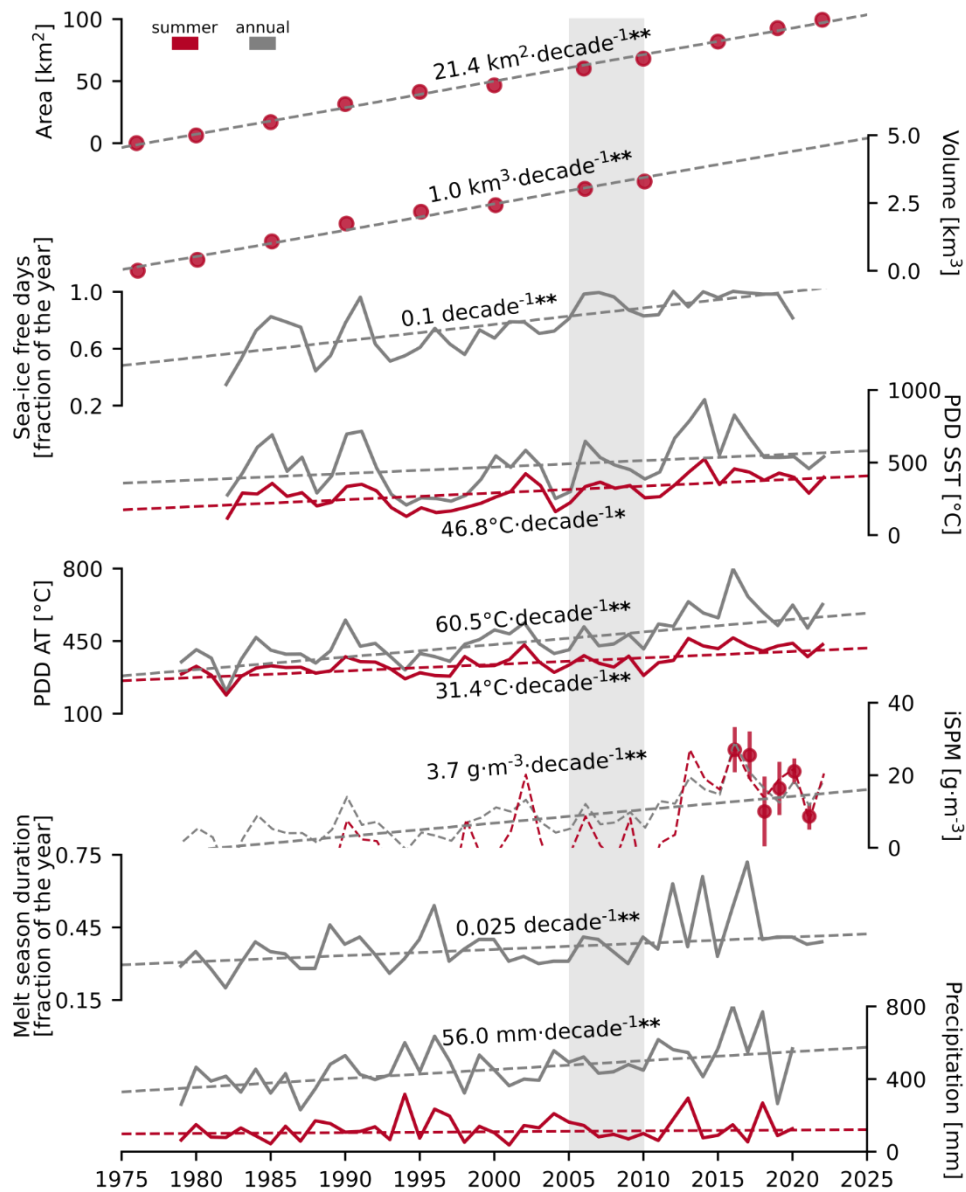 summer annual
Area [km²]
100
50
0
21.4 km²·decade⁻¹**
Volume [km³]
5.0
2.5
0.0
1.0 km³·decade⁻¹**
Sea-ice free days
[fraction of the year]
1.0
0.6
0.2
0.1 decade⁻¹**
PDD SST [°C]
1000
500
0
46.8°C·decade⁻¹*
PDD AT [°C]
800
450
100
60.5°C·decade⁻¹**
31.4°C·decade⁻¹**
iSPM [g·m⁻³]
40
20
0
3.7 g·m⁻³·decade⁻¹**
Melt season duration
[fraction of the year]
0.75
0.45
0.15
0.025 decade⁻¹**
Precipitation [mm]
800
400
0
56.0 mm·decade⁻¹**
1975 1980 1985 1990 1995 2000 2005 2010 2015 2020 2025